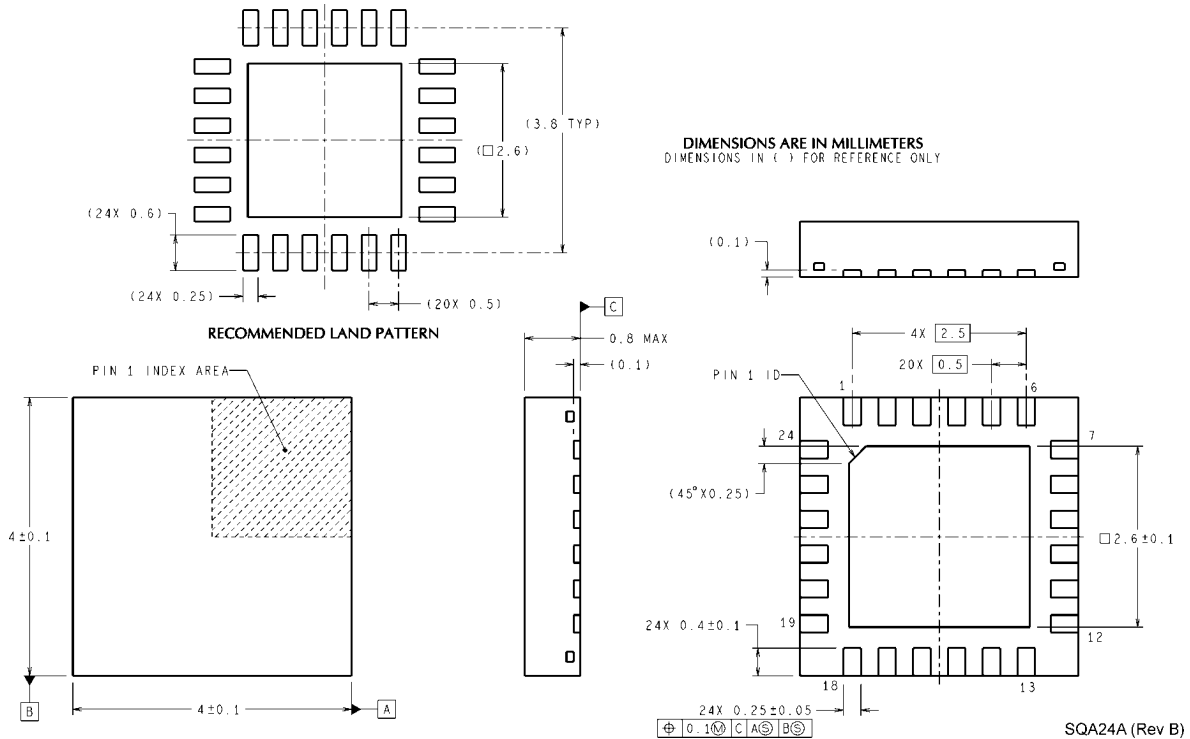 (3.8 TYP)
(□2.6)
DIMENSIONS ARE IN MILLIMETERS
DIMENSIONS IN ( ) FOR REFERENCE ONLY
(24X 0.6)
(0.1)
(24X 0.25)
(20X 0.5)
RECOMMENDED LAND PATTERN
C
0.8 MAX
(0.1)
4X 2.5
20X 0.5
PIN 1 INDEX AREA
PIN 1 ID
1
6
24
7
(45°X0.25)
4±0.1
□2.6±0.1
24X 0.4±0.1
19
12
18
13
B
4±0.1
A
24X 0.25±0.05
⌖ 0.1Ⓜ C AⓈ BⓈ
SQA24A (Rev B)